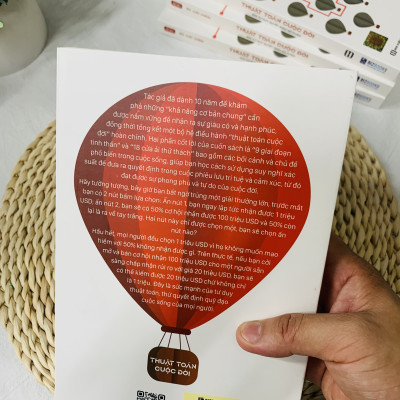 Tác giả đã dành 10 năm để khám
phá những "khả năng cơ bản chung" cần
được nắm vững để nhận ra sự giàu có và hạnh phúc,
đồng thời tổng kết một bộ hệ điều hành "thuật toán cuộc
đời" hoàn chỉnh. Hai phần cốt lõi của cuốn sách là "9 giai đoạn
tinh thần" và "18 cửa ải thử thách" bao gồm các bối cảnh và chủ đề
phổ biến trong cuộc sống, giúp bạn học cách sử dụng suy nghĩ xác
suất để đưa ra quyết định trong cuộc phiêu lưu trí tuệ và cảm xúc, từ đó
đạt được sự phong phú và tự do của cuộc đời.
Hãy tưởng tượng, bây giờ bạn bất ngờ trúng một giải thưởng lớn, trước mắt
bạn có 2 nút bấm lựa chọn. Ấn nút 1 bạn ngay lập tức nhận được 1 triệu
USD, ấn nút 2, bạn sẽ có 50% cơ hội nhận được 100 triệu USD và 50% còn
lại là ra về tay trắng. Hai nút này chỉ được chọn một, bạn sẽ chọn ấn
nút nào?
Hầu hết, mọi người đều chọn 1 triệu USD vì họ không muốn mạo
hiểm với 50% không nhận được gì. Trên thực tế, nếu bạn cởi
mở và bán cơ hội nhận 100 triệu USD cho một người sẵn
sàng chấp nhận rủi ro với giá 20 triệu USD, bạn sẽ
có thể kiếm được 20 triệu USD chứ không chỉ
là 1 triệu. Đây là sức mạnh của tư duy
thuật toán, thứ quyết định quỹ đạo
cuộc sống của mọi người.
THUẬT TOÁN
CUỘC ĐỜI
THUẬT TOÁN CUỘC ĐỜI